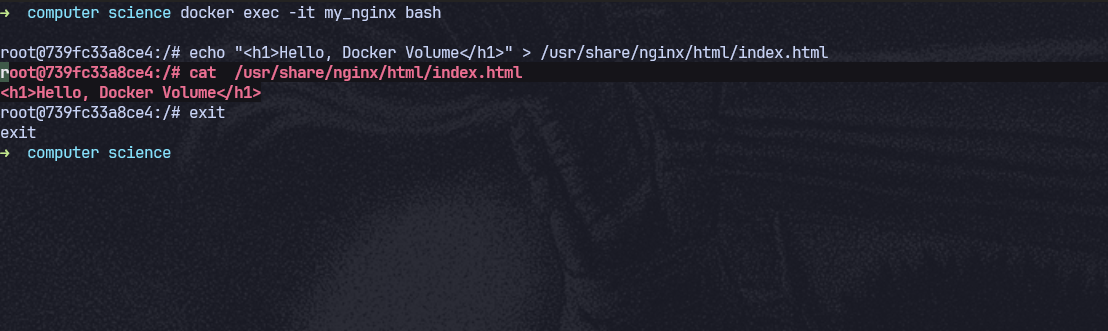 → computer science docker exec -it my_nginx bash
root@739fc33a8ce4:/# echo "<h1>Hello, Docker Volume</h1>" > /usr/share/nginx/html/index.html
root@739fc33a8ce4:/# cat  /usr/share/nginx/html/index.html
<h1>Hello, Docker Volume</h1>
root@739fc33a8ce4:/# exit
exit
→ computer science